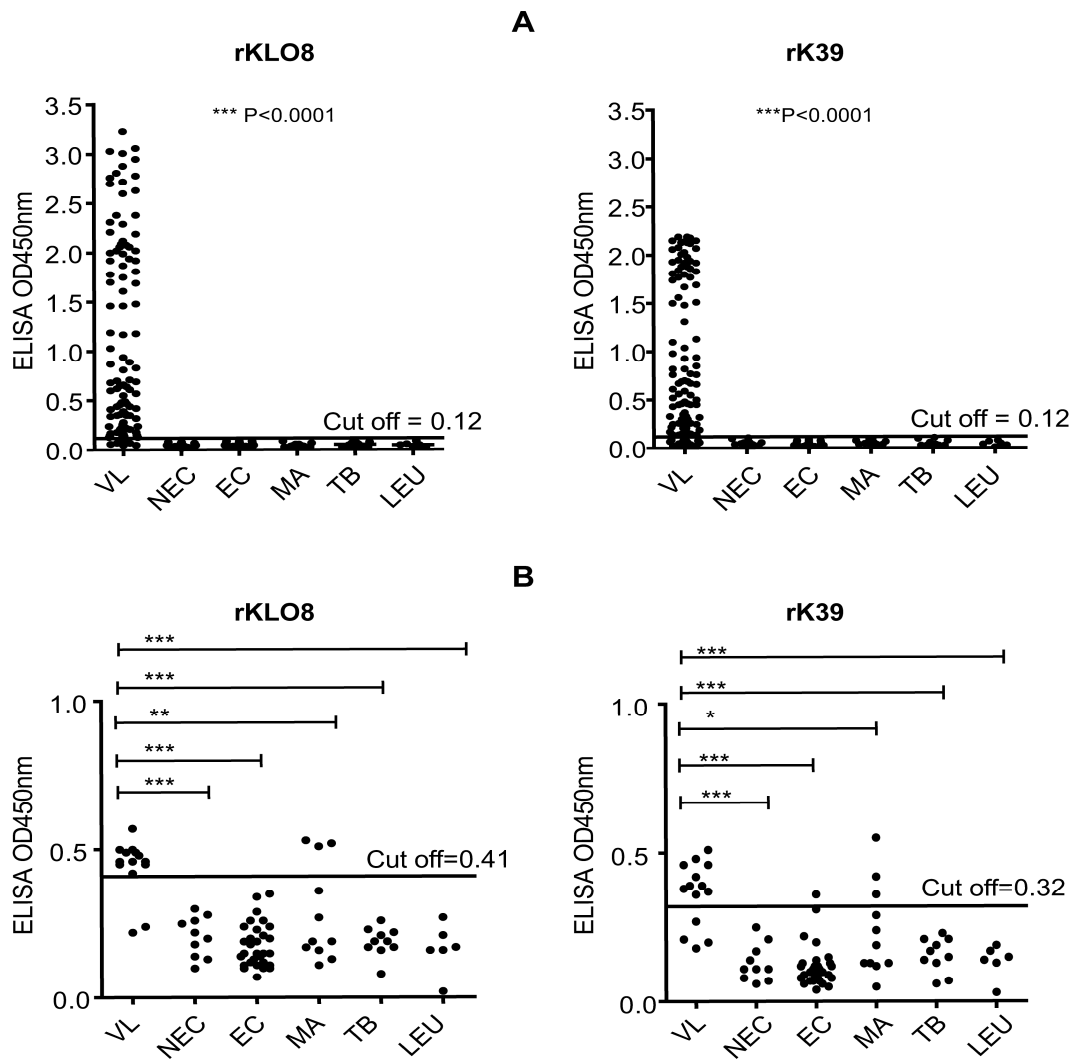 A
rKLO8
rK39
*** P<0.0001
***P<0.0001
ELISA OD450nm
3.5
3.0
2.5
2.0
1.5
1.0
0.5
0.0
Cut off = 0.12
VL
NEC
EC
MA
TB
LEU
ELISA OD450nm
3.5
3.0
2.5
2.0
1.5
1.0
0.5
0.0
Cut off = 0.12
VL
NEC
EC
MA
TB
LEU
B
rKLO8
rK39
***
***
**
***
***
ELISA OD450nm
1.0
0.5
0.0
Cut off=0.41
VL
NEC
EC
MA
TB
LEU
***
***
*
***
***
ELISA OD450nm
1.0
0.5
0.0
Cut off=0.32
VL
NEC
EC
MA
TB
LEU